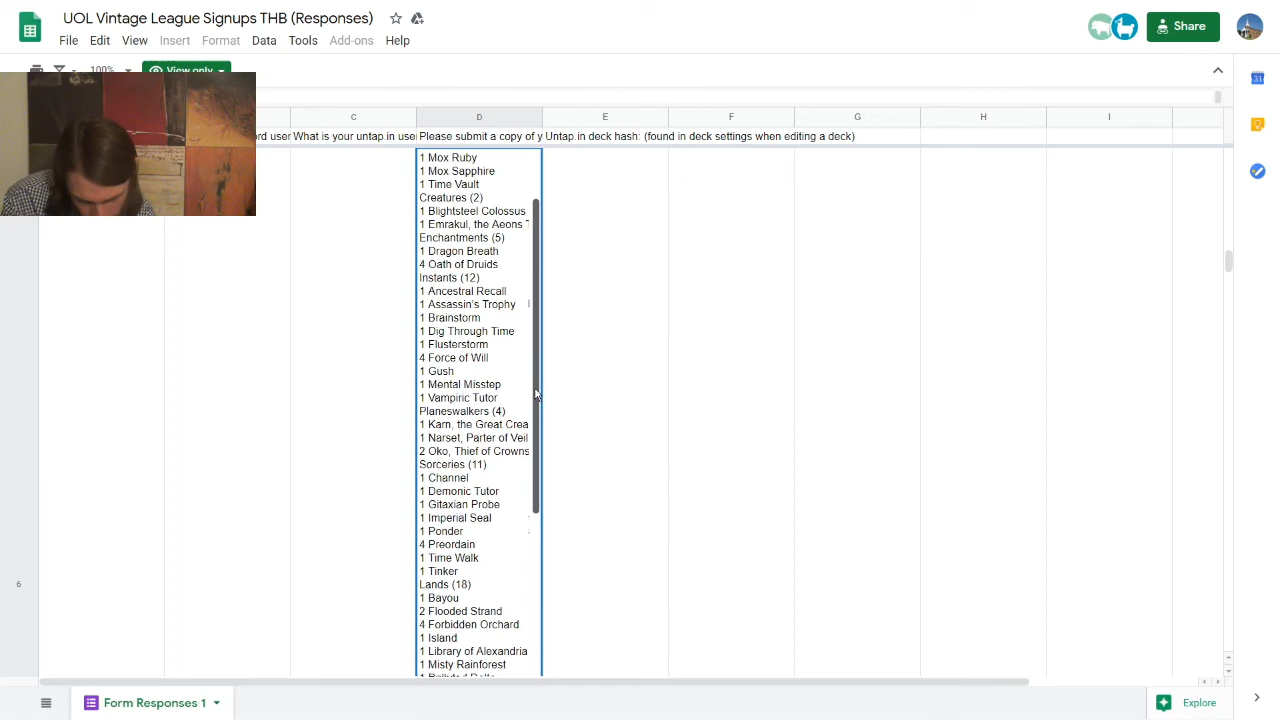 UOL Vintage League Signups THB (Responses)
File Edit View Insert Format Data Tools Add-ons Help
Share
100% View only
C D E F G H I
ord user What is your untap.in user Please submit a copy of y Untap.in deck hash: (found in deck settings when editing a deck)
1 Mox Ruby
1 Mox Sapphire
1 Time Vault
Creatures (2)
1 Blightsteel Colossus
1 Emrakul, the Aeons T
Enchantments (5)
1 Dragon Breath
4 Oath of Druids
Instants (12)
1 Ancestral Recall
1 Assassin's Trophy
1 Brainstorm
1 Dig Through Time
1 Flusterstorm
4 Force of Will
1 Gush
1 Mental Misstep
1 Vampiric Tutor
Planeswalkers (4)
1 Karn, the Great Crea
1 Narset, Parter of Veil
2 Oko, Thief of Crowns
Sorceries (11)
1 Channel
1 Demonic Tutor
1 Gitaxian Probe
1 Imperial Seal
1 Ponder
4 Preordain
1 Time Walk
1 Tinker
6
Lands (18)
1 Bayou
2 Flooded Strand
4 Forbidden Orchard
1 Island
1 Library of Alexandria
1 Misty Rainforest
Form Responses 1
Explore
31